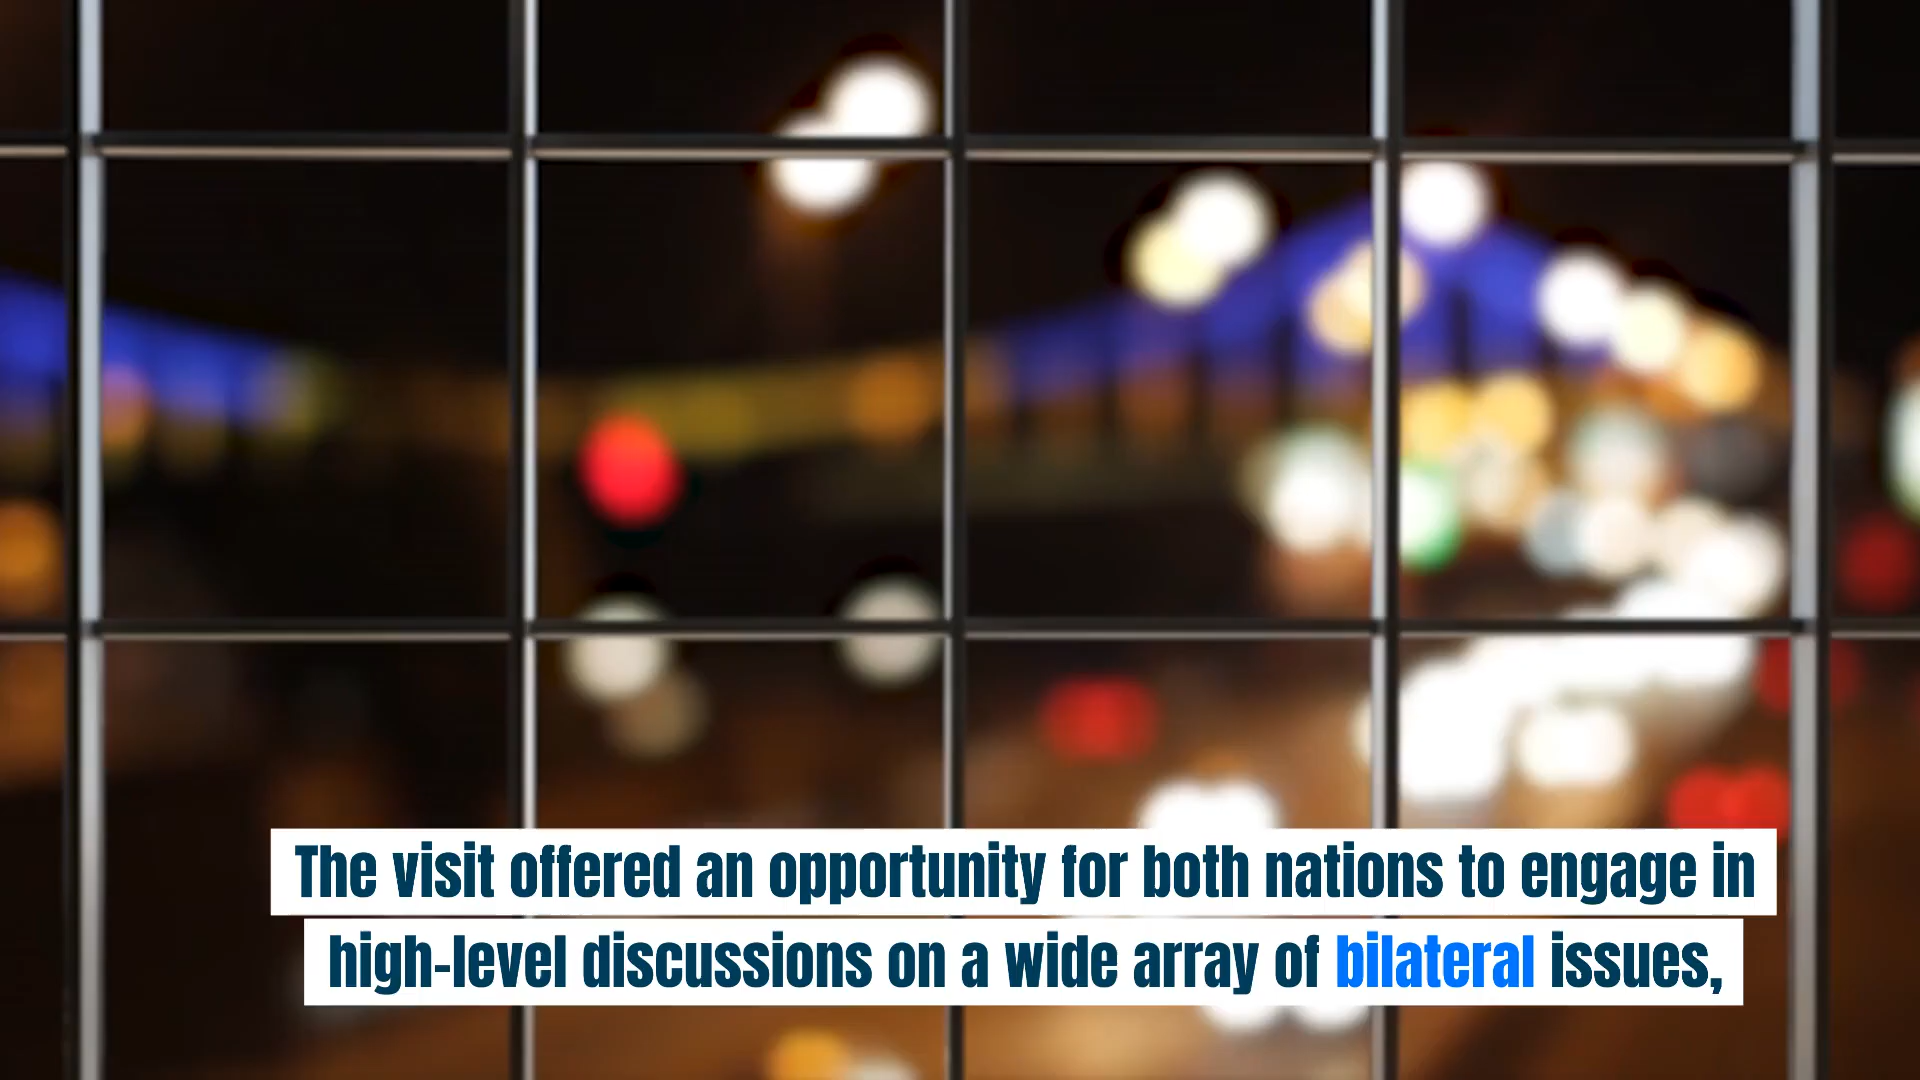 The visit offered an opportunity for both nations to engage in
high-level discussions on a wide array of bilateral issues,